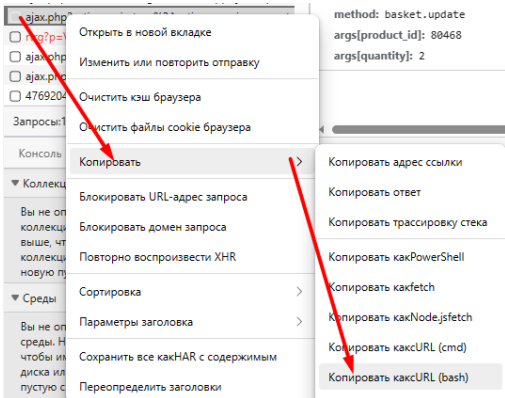 ajax.php?
method: basket.update
args[product_id]: 80468
args[quantity]: 2
ajax.php
ajax.php
4769204
Запросы:1
Консоль
Коллекц
Вы не оп
коллекци
выше, чт
коллекци
новую пу
Среды
Вы не оп
среды. Н
чтобы им
диска ил
пустую с
Открыть в новой вкладке
Изменить или повторить отправку
Очистить кэш браузера
Очистить файлы cookie браузера
Копировать
Блокировать URL-адрес запроса
Блокировать домен запроса
Повторно воспроизвести XHR
Сортировка
Параметры заголовка
Сохранить все какHAR с содержимым
Переопределить заголовки
Копировать адрес ссылки
Копировать ответ
Копировать трассировку стека
Копировать какPowerShell
Копировать какfetch
Копировать какNode.jsfetch
Копировать какcURL (cmd)
Копировать какcURL (bash)